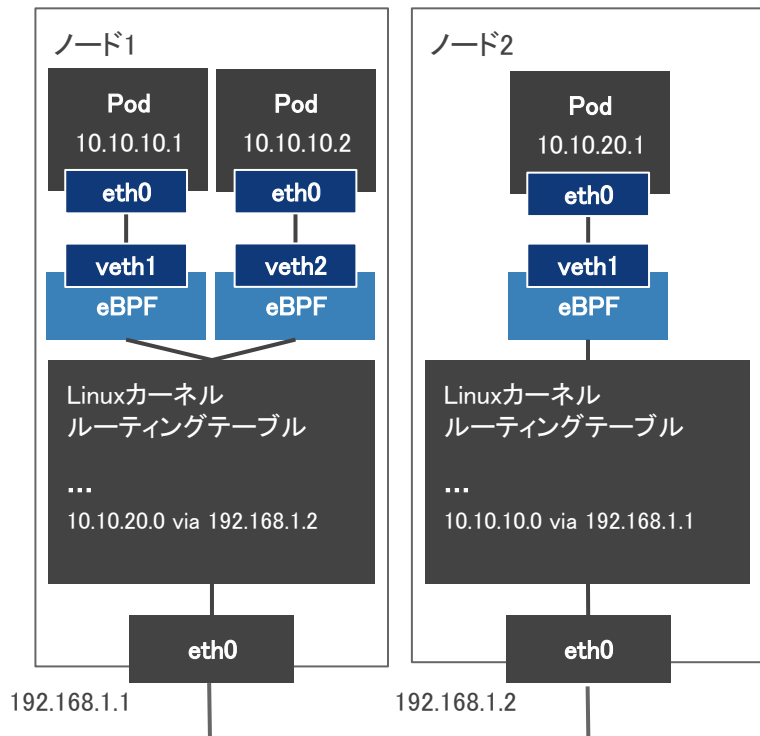 ノード1
Pod
10.10.10.1
eth0
veth1
eBPF
Pod
10.10.10.2
eth0
veth2
eBPF
Linuxカーネル
ルーティングテーブル
...
10.10.20.0 via 192.168.1.2
eth0
192.168.1.1
ノード2
Pod
10.10.20.1
eth0
veth1
eBPF
Linuxカーネル
ルーティングテーブル
...
10.10.10.0 via 192.168.1.1
eth0
192.168.1.2